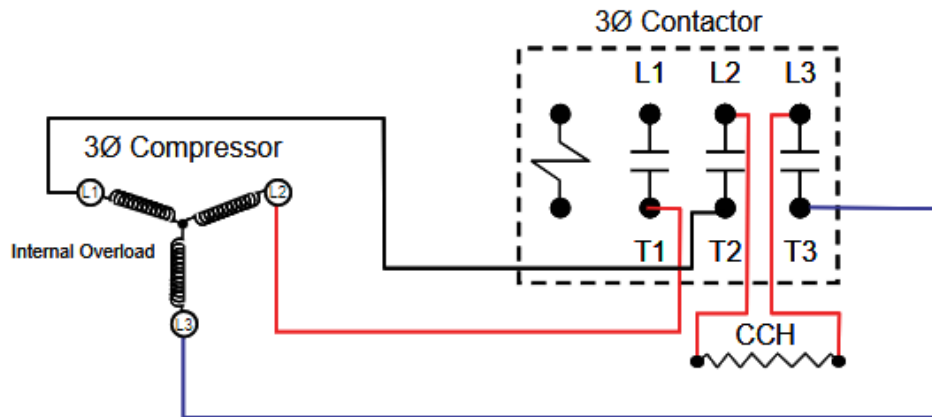 3Ø Contactor
L1 L2 L3
3Ø Compressor
L1 L2
Internal Overload
T1 T2 T3
L3
CCH